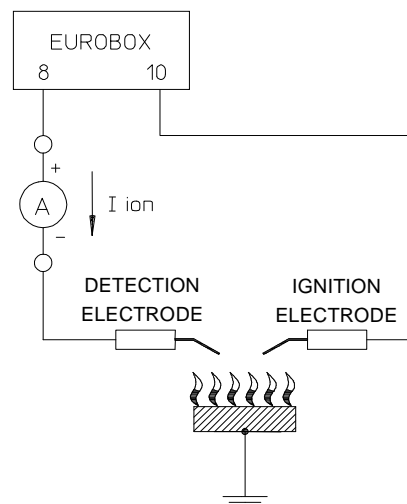 EUROBOX
8 10
+
A I ion
−
DETECTION ELECTRODE
IGNITION ELECTRODE